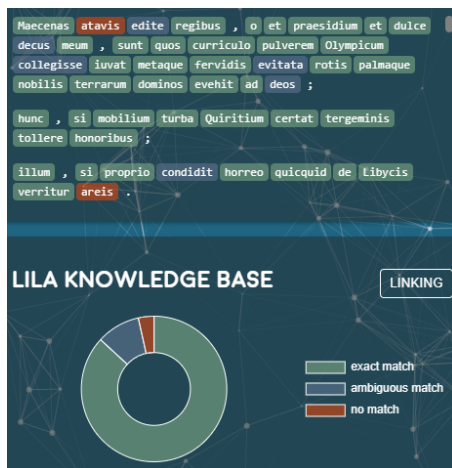 Maecenas atavis edite regibus , o et praesidium et dulce
decus meum , sunt quos curriculo pulverem Olympicum
collegisse iuvat metaque fervidis evitata rotis palmaque
nobilis terrarum dominos evehit ad deos ;
hunc , si mobilium turba Quiritium certat tergeminis
tollere honoribus ;
illum , si proprio condidit horreo quicquid de Libycis
verritur areis .
LILA KNOWLEDGE BASE
LINKING
exact match
ambiguous match
no match